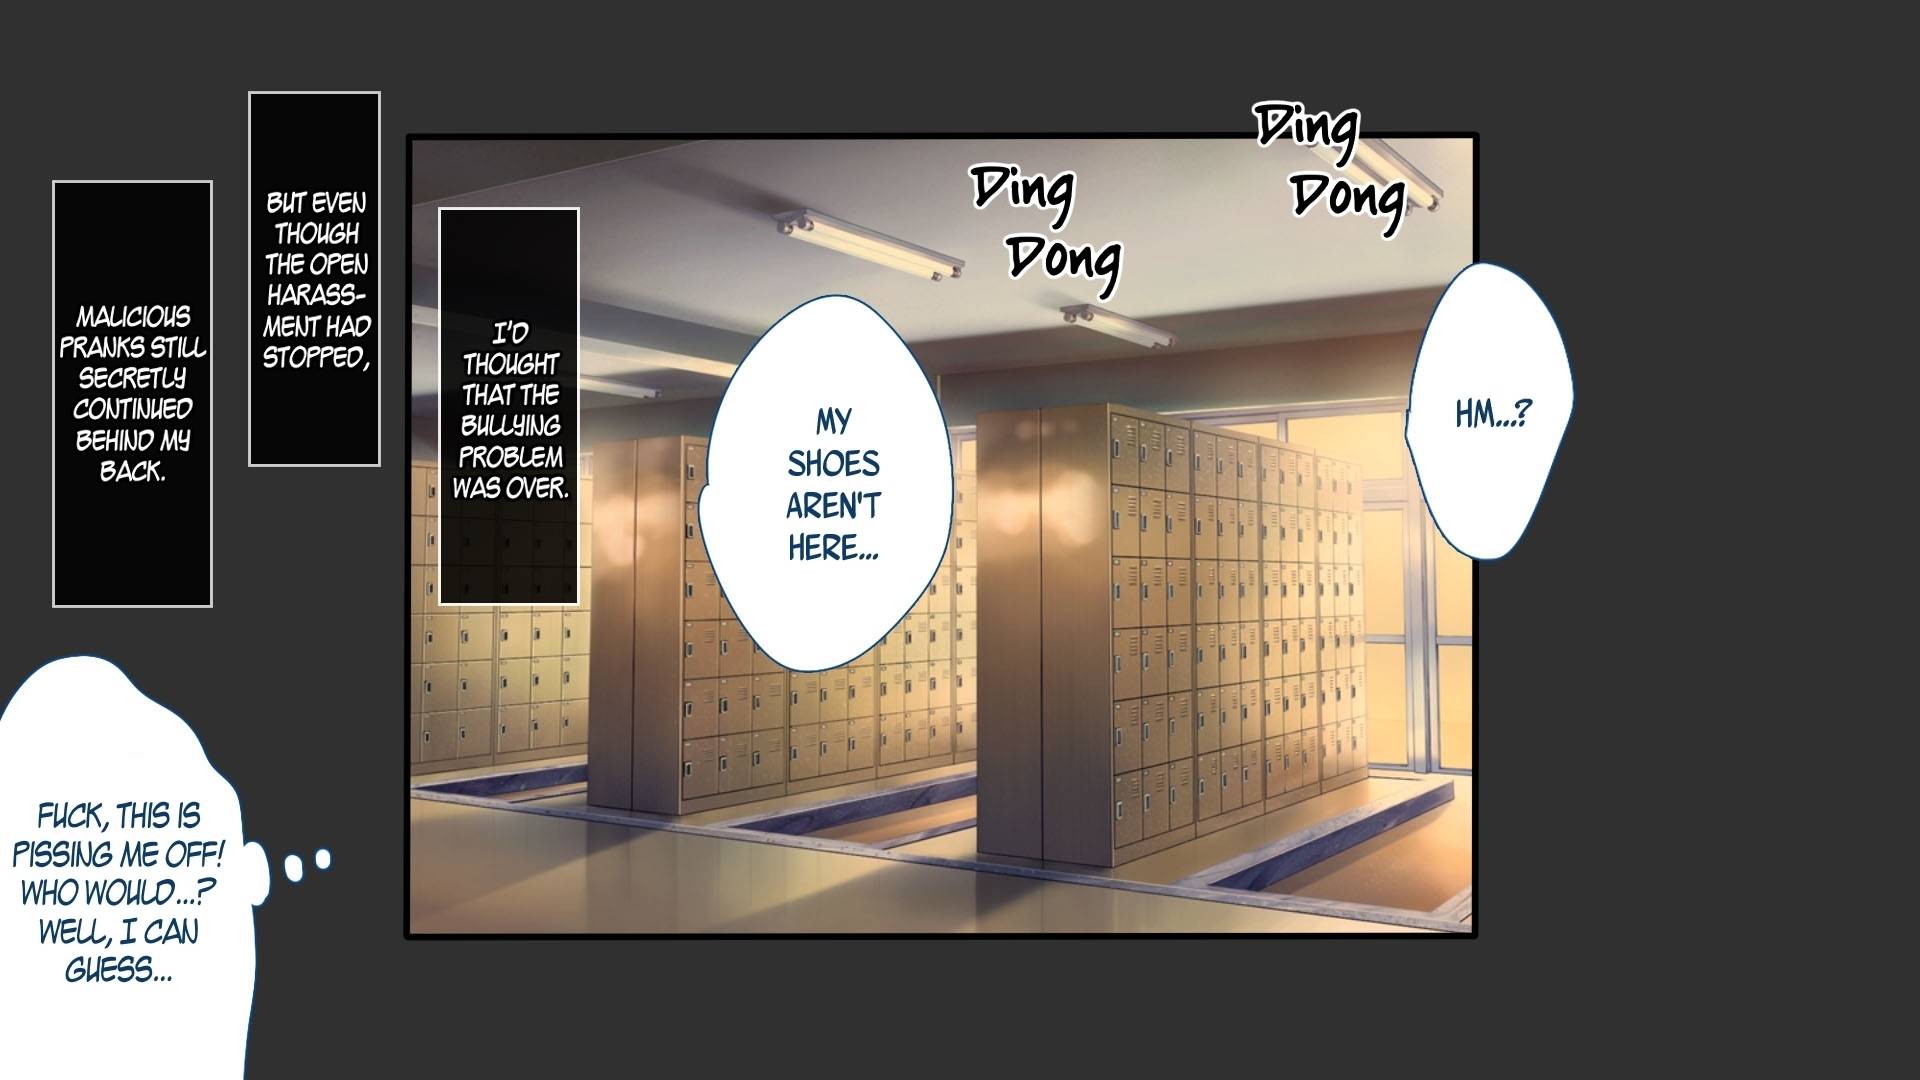 Ding
Dong
Ding
Dong
HM...?
MY
SHOES
AREN'T
HERE...
I'D
THOUGHT
THAT THE
BULLYING
PROBLEM
WAS OVER.
BUT EVEN
THOUGH
THE OPEN
HARASS-
MENT HAD
STOPPED,
MALICIOUS
PRANKS STILL
SECRETLY
CONTINUED
BEHIND MY
BACK.
FUCK, THIS IS
PISSING ME OFF!
WHO WOULD...?
WELL, I CAN
GUESS...